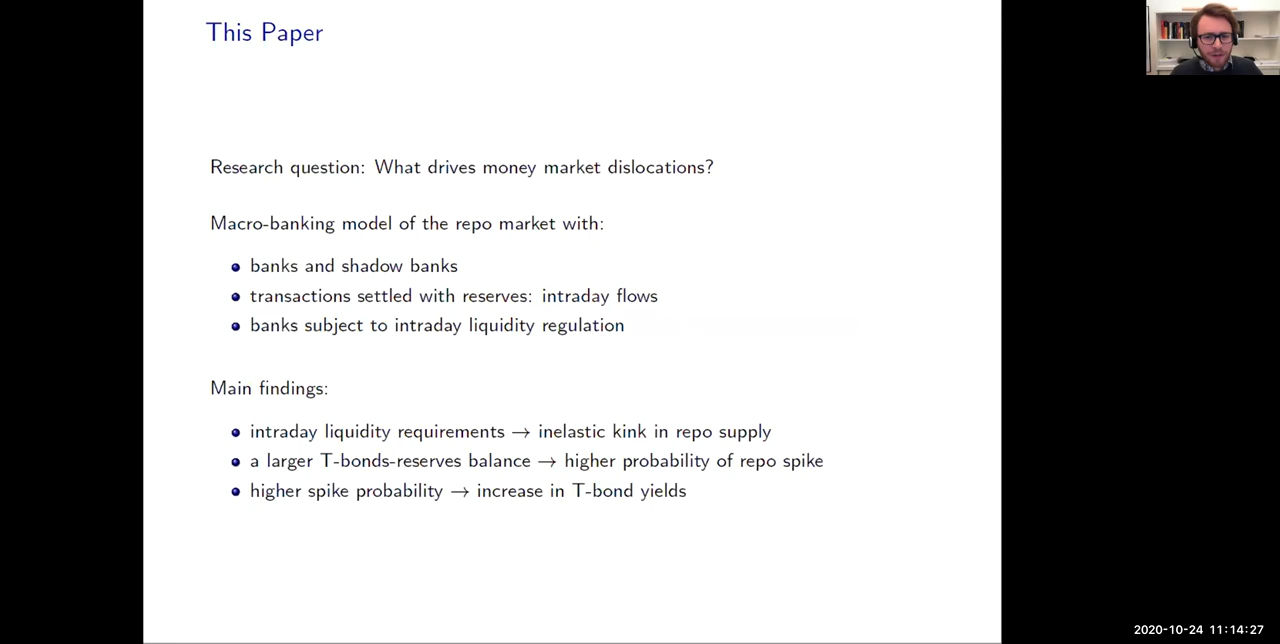 This Paper
Research question: What drives money market dislocations?
Macro-banking model of the repo market with:
banks and shadow banks
transactions settled with reserves: intraday flows
banks subject to intraday liquidity regulation
Main findings:
intraday liquidity requirements → inelastic kink in repo supply
a larger T-bonds-reserves balance → higher probability of repo spike
higher spike probability → increase in T-bond yields
2020-10-24 11:14:27